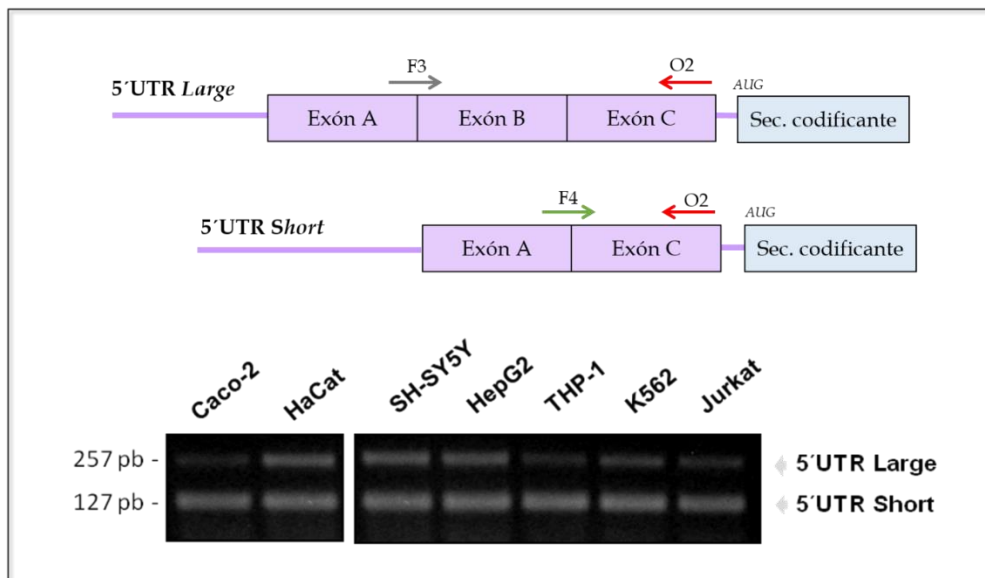 F3
O2
AUG
5´UTR Large
Exón A
Exón B
Exón C
Sec. codificante
F4
O2
AUG
5´UTR Short
Exón A
Exón C
Sec. codificante
Caco-2
HaCat
SH-SY5Y
HepG2
THP-1
K562
Jurkat
257 pb -
5´UTR Large
127 pb -
5´UTR Short